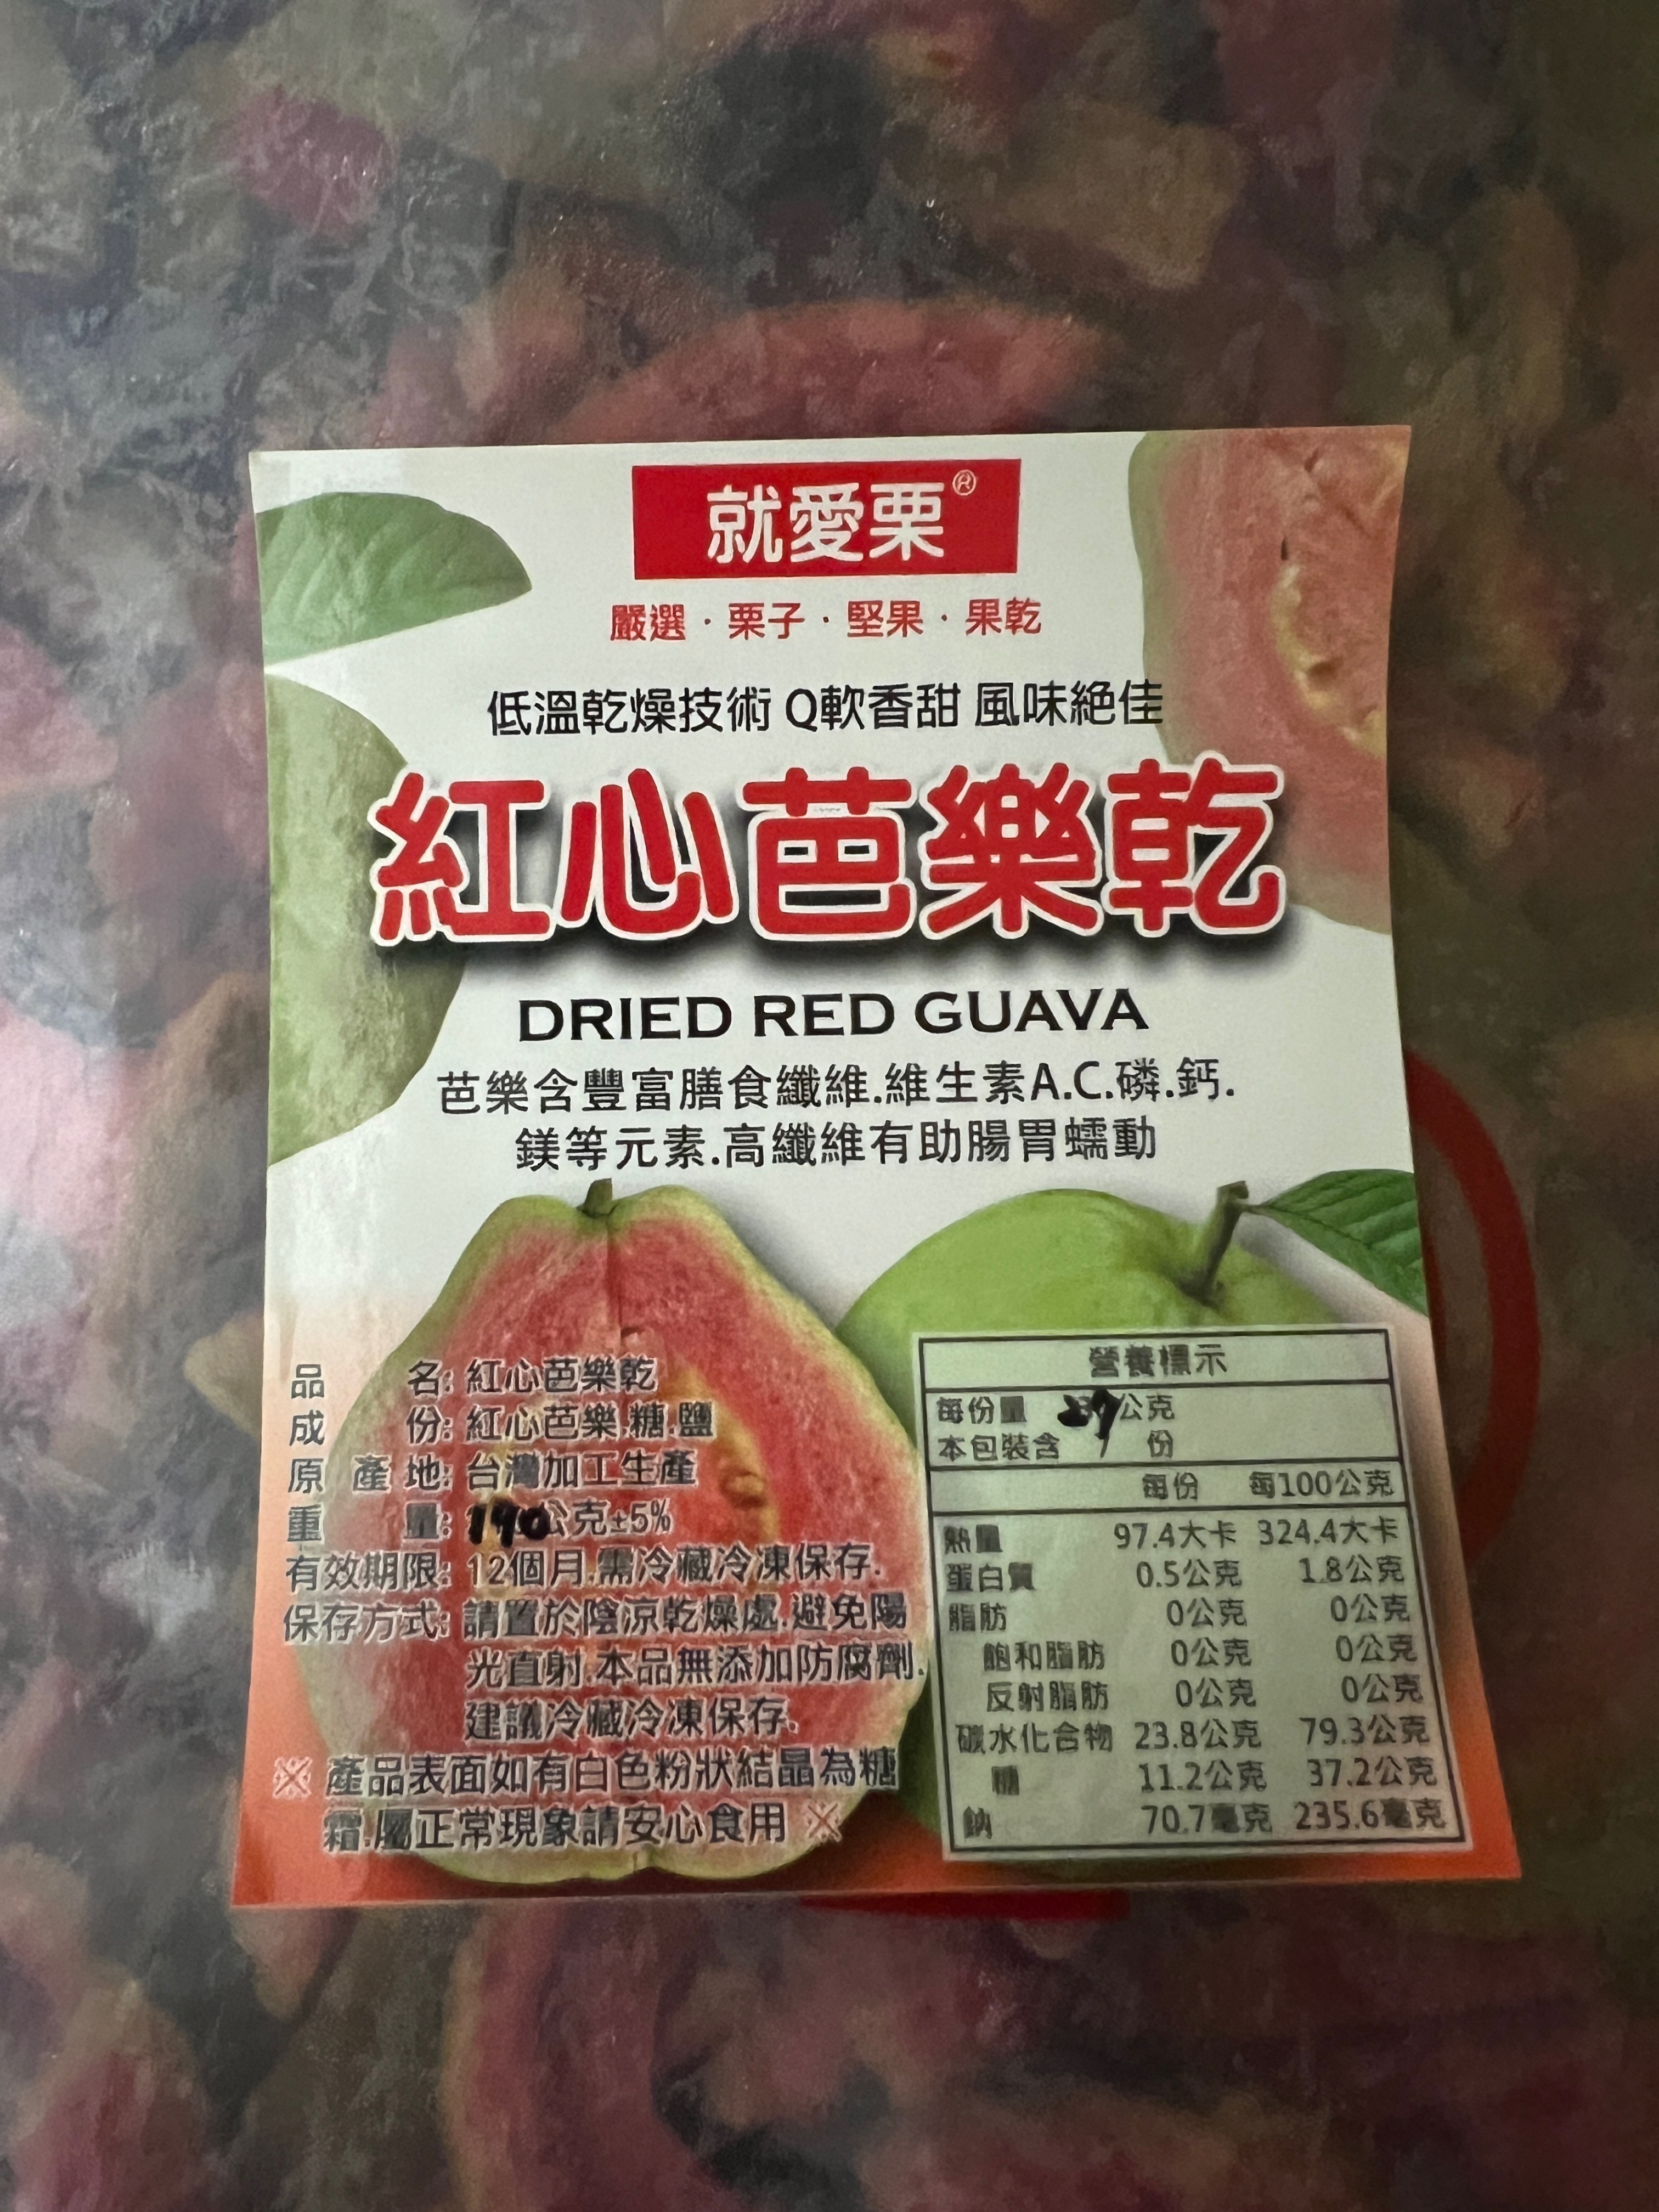 就愛栗®
嚴選·栗子·堅果·果乾
低溫乾燥技術 Q軟香甜 風味絕佳
紅心芭樂乾
DRIED RED GUAVA
芭樂含豐富膳食纖維.維生素A.C.磷.鈣.
鎂等元素.高纖維有助腸胃蠕動
品名: 紅心芭樂乾
成份: 紅心芭樂.糖.鹽
原產地: 台灣加工生產
重量: 190公克±5%
有效期限: 12個月.需冷藏冷凍保存.
保存方式: 請置於陰涼乾燥處.避免陽
光直射.本品無添加防腐劑.
建議冷藏冷凍保存.
※ 產品表面如有白色粉狀結晶為糖
霜.屬正常現象請安心食用 ※
營養標示
每份量 公克
本包裝含 份
每份 每100公克
熱量 97.4大卡 324.4大卡
蛋白質 0.5公克 1.8公克
脂肪 0公克 0公克
飽和脂肪 0公克 0公克
反射脂肪 0公克 0公克
碳水化合物 23.8公克 79.3公克
糖 11.2公克 37.2公克
鈉 70.7毫克 235.6毫克